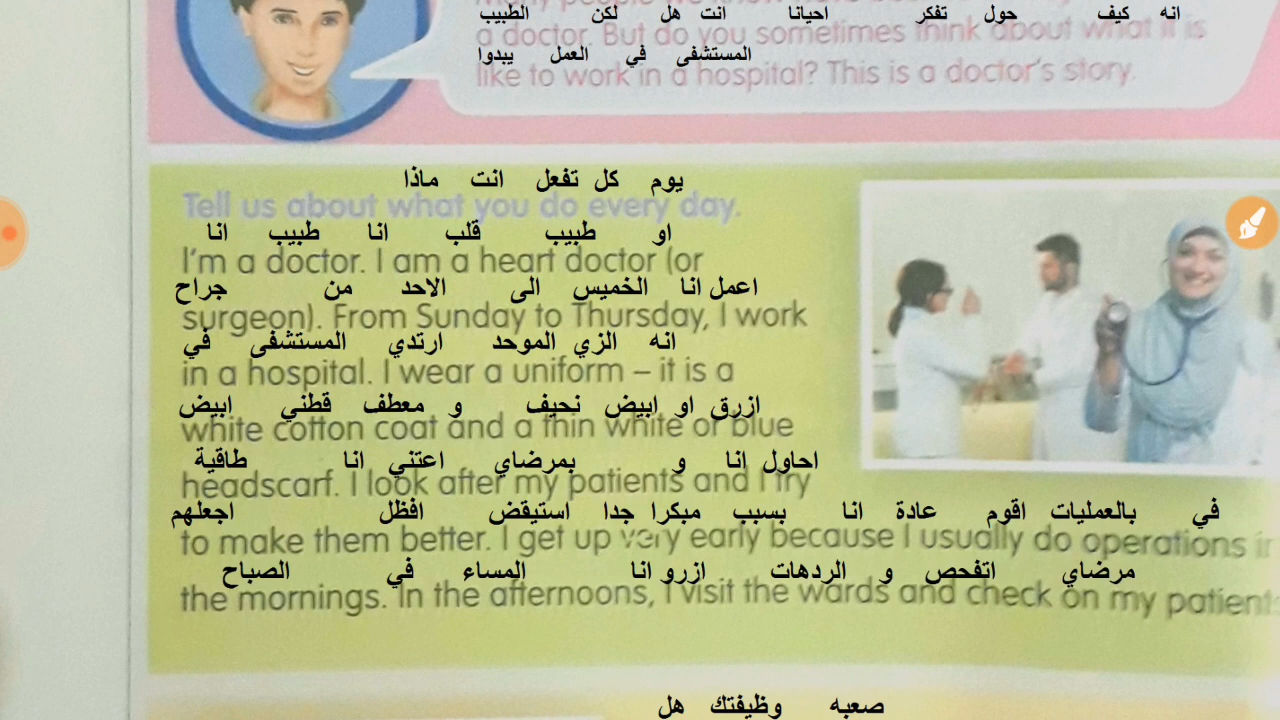 انه كيف حول تفكر احيانا انت هل لكن الطبيب
a doctor. But do you sometimes think about what it is
المستشفى في العمل يبدوا
like to work in a hospital? This is a doctor's story.
يوم كل تفعل انت ماذا
Tell us about what you do every day.
او طبيب قلب انا طبيب انا
I'm a doctor. I am a heart doctor (or
اعمل انا الخميس الى الاحد من جراح
surgeon). From Sunday to Thursday, I work
انه الزي الموحد ارتدي المستشفى في
in a hospital. I wear a uniform – it is a
ازرق او ابيض نحيف و معطف قطني ابيض
white cotton coat and a thin white or blue
احاول انا و بمرضاي اعتني انا طاقية
headscarf. I look after my patients and I try
في بالعمليات اقوم عادة انا بسبب مبكرا جدا استيقض افظل اجعلهم
to make them better. I get up very early because I usually do operations in
مرضاي اتفحص و الردهات ازرو انا المساء في الصباح
the mornings. In the afternoons, I visit the wards and check on my patients
صعبه وظيفتك هل